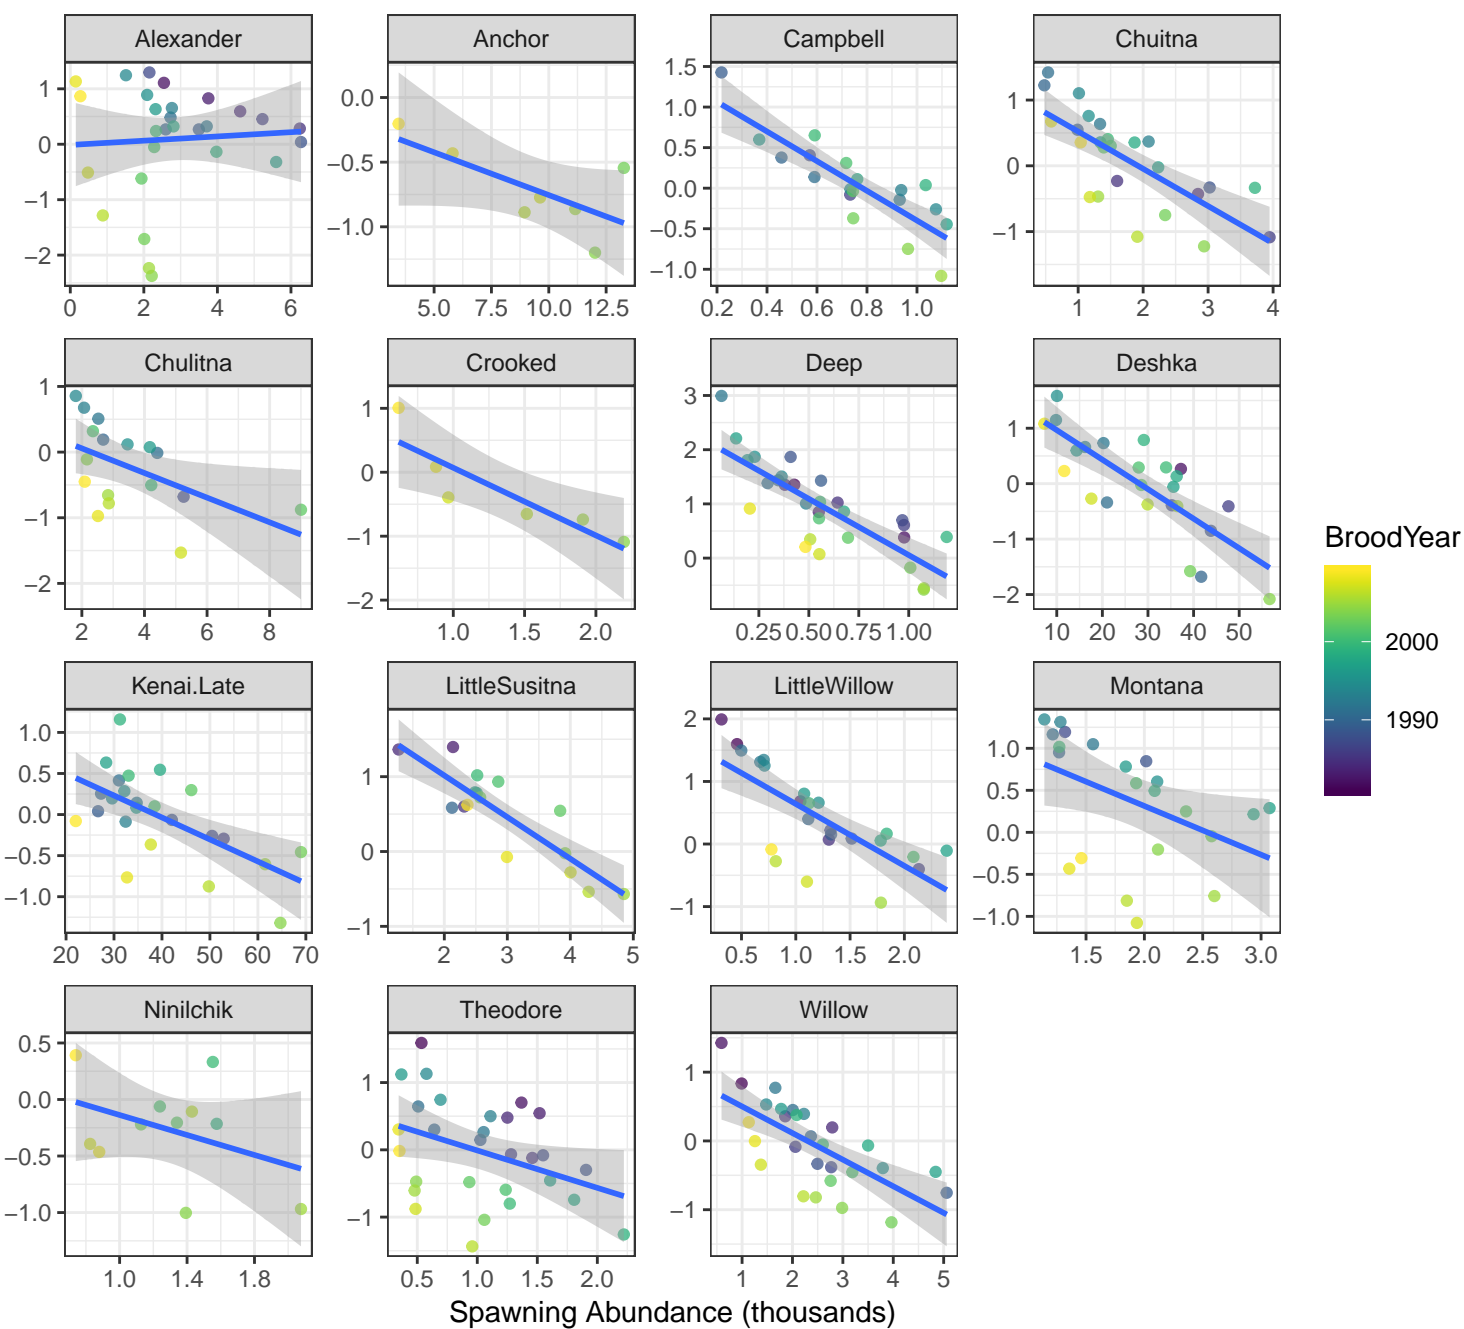 Alexander Anchor Campbell Chuitna
1 0 −1 −2
0.0 −0.5 −1.0
1.5 1.0 0.5 0.0 −0.5 −1.0
1 0 −1
0 2 4 6 5.0 7.5 10.0 12.5 0.2 0.4 0.6 0.8 1.0 1 2 3 4
Chulitna Crooked Deep Deshka
1 0 −1 −2
1 0 −1 −2
3 2 1 0
1 0 −1 −2
2 4 6 8 1.0 1.5 2.0 0.25 0.50 0.75 1.00 10 20 30 40 50
BroodYear
2000
1990
Kenai.Late LittleSusitna LittleWillow Montana
1.0 0.5 0.0 −0.5 −1.0
1 0 −1
2 1 0 −1
1.0 0.5 0.0 −0.5 −1.0
20 30 40 50 60 70 2 3 4 5 0.5 1.0 1.5 2.0 1.5 2.0 2.5 3.0
Ninilchik Theodore Willow
0.5 0.0 −0.5 −1.0
1 0 −1
1 0 −1
1.0 1.4 1.8 0.5 1.0 1.5 2.0 1 2 3 4 5
Spawning Abundance (thousands)